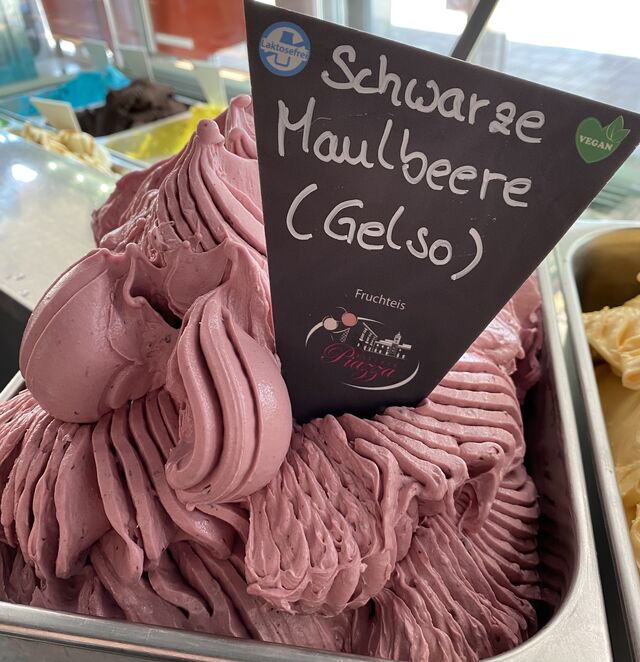 Laktosefrei
Schwarze
Maulbeere
(Gelso)
VEGAN
Fruchteis
Piazza